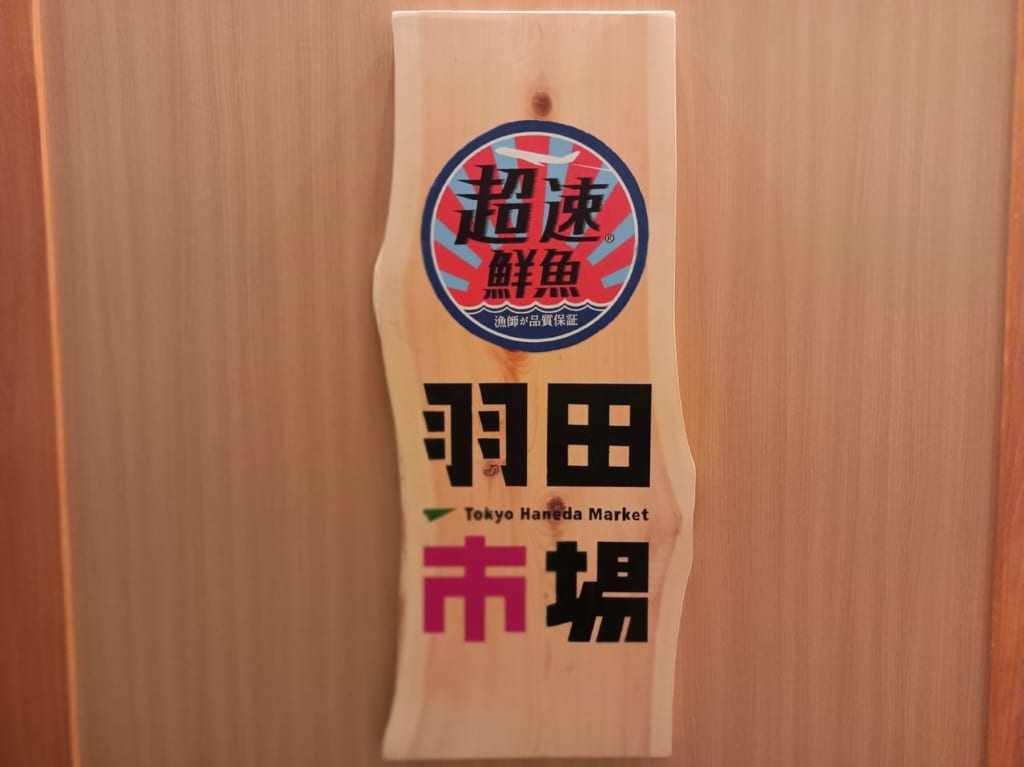 超速®
鮮魚
漁師が品質保証
羽田
Tokyo Haneda Market
市場